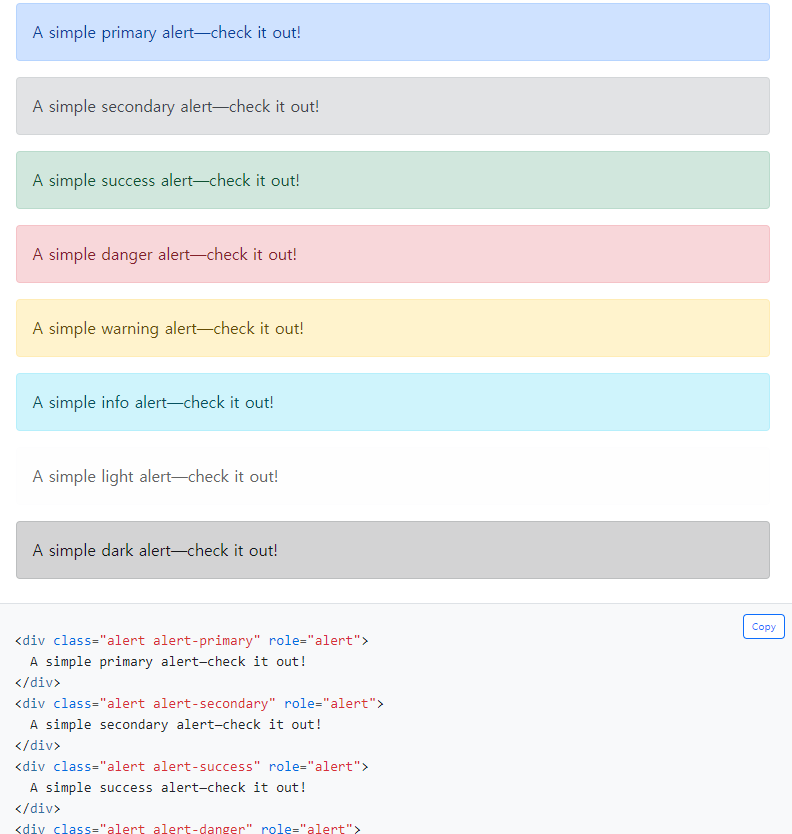 A simple primary alert—check it out!
A simple secondary alert—check it out!
A simple success alert—check it out!
A simple danger alert—check it out!
A simple warning alert—check it out!
A simple info alert—check it out!
A simple light alert—check it out!
A simple dark alert—check it out!
Copy
<div class="alert alert-primary" role="alert">
  A simple primary alert—check it out!
</div>
<div class="alert alert-secondary" role="alert">
  A simple secondary alert—check it out!
</div>
<div class="alert alert-success" role="alert">
  A simple success alert—check it out!
</div>
<div class="alert alert-danger" role="alert">